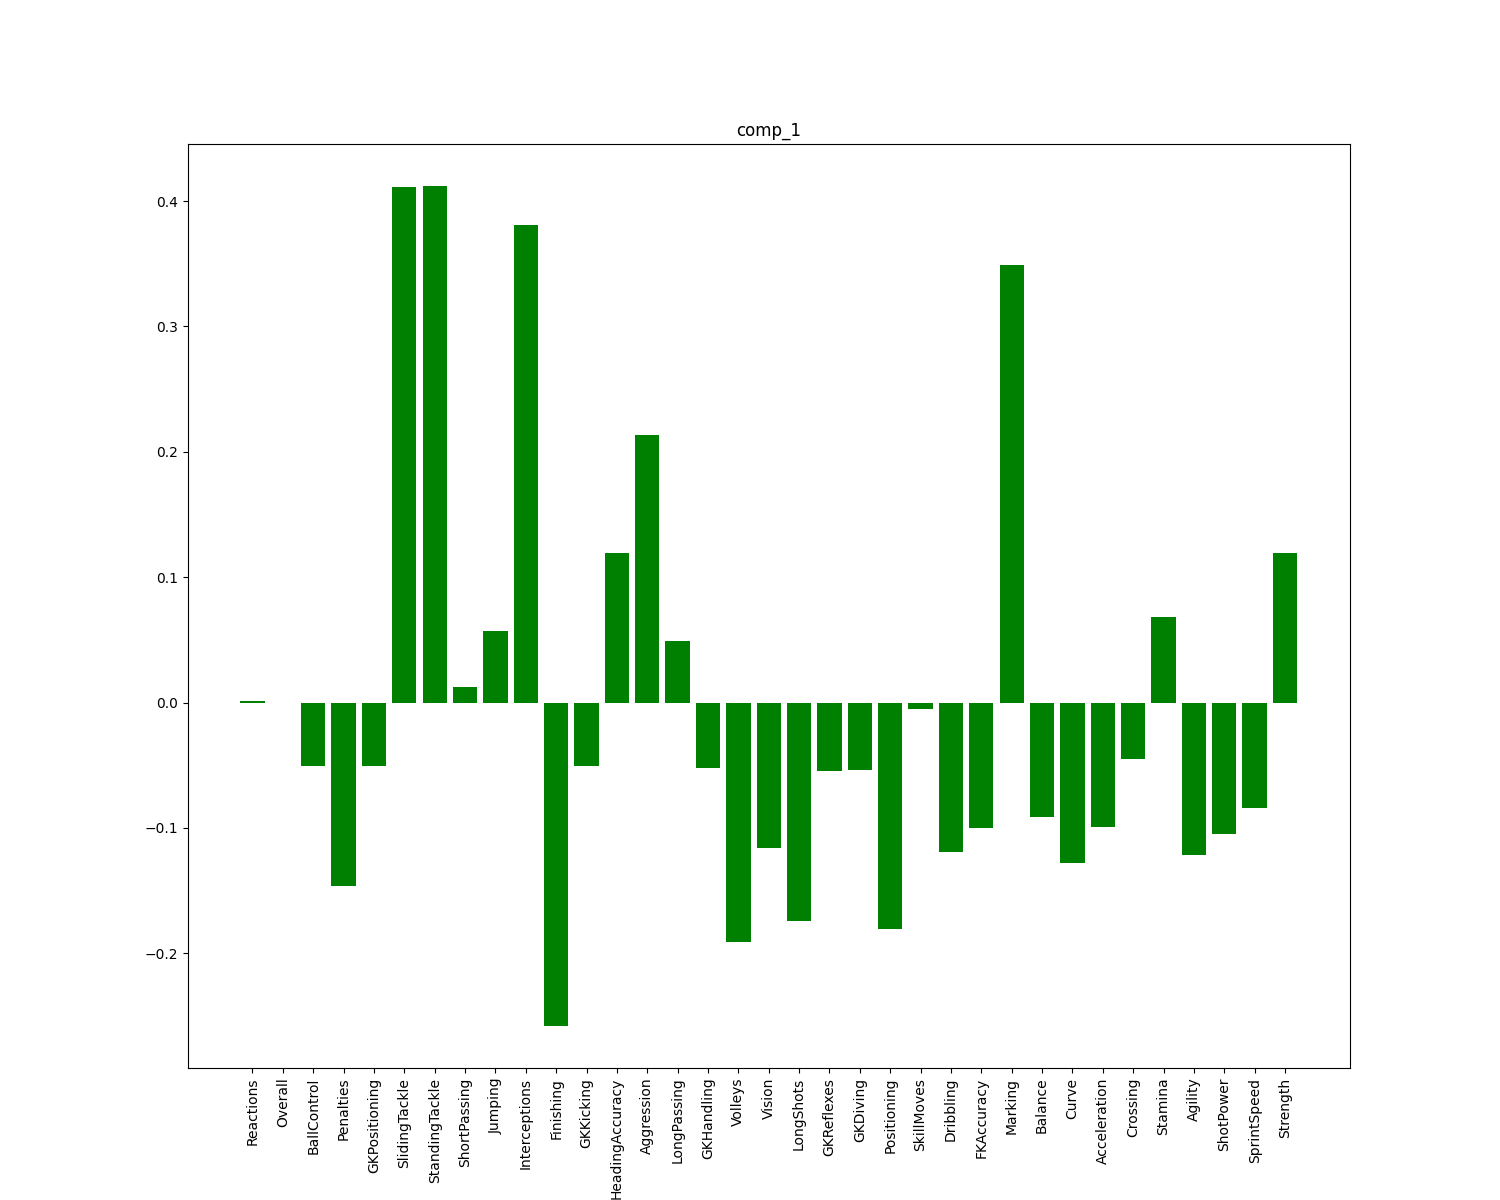 comp_1
0.4
0.3
0.2
0.1
0.0
−0.1
−0.2
Reactions
Overall
BallControl
Penalties
GKPositioning
SlidingTackle
StandingTackle
ShortPassing
Jumping
Interceptions
Finishing
GKKicking
HeadingAccuracy
Aggression
LongPassing
GKHandling
Volleys
Vision
LongShots
GKReflexes
GKDiving
Positioning
SkillMoves
Dribbling
FKAccuracy
Marking
Balance
Curve
Acceleration
Crossing
Stamina
Agility
ShotPower
SprintSpeed
Strength